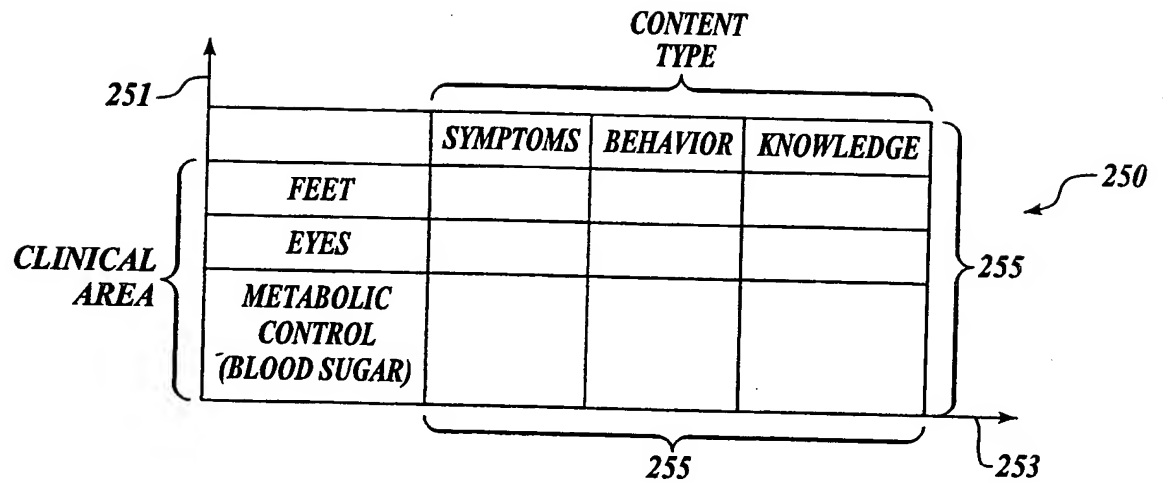 CONTENT
TYPE
251
SYMPTOMS BEHAVIOR KNOWLEDGE
250
FEET
EYES
CLINICAL
AREA
255
METABOLIC
CONTROL
(BLOOD SUGAR)
255
253